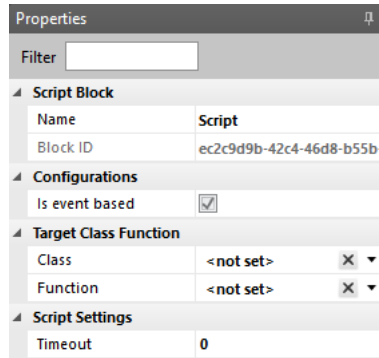 Properties
Filter
Script Block
Name Script
Block ID ec2c9d9b-42c4-46d8-b55b-
Configurations
Is event based
Target Class Function
Class <not set>
Function <not set>
Script Settings
Timeout 0